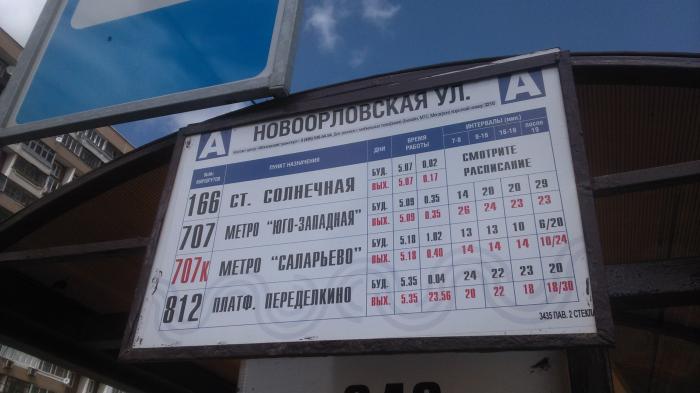 А НОВООРЛОВСКАЯ УЛ. А
№№ МАРШРУТОВ ПУНКТ НАЗНАЧЕНИЯ ДНИ ВРЕМЯ РАБОТЫ ИНТЕРВАЛЫ (мин.) 7-9 9-16 16-19 после 19
166 СТ. СОЛНЕЧНАЯ БУД. 5.07 0.02 СМОТРИТЕ
ВЫХ. 5.07 0.17 РАСПИСАНИЕ
707 МЕТРО "ЮГО-ЗАПАДНАЯ" БУД. 5.09 0.35 14 20 20 29
ВЫХ. 5.09 0.35 26 24 23 23
707к МЕТРО "САЛАРЬЕВО" БУД. 5.18 1.02 13 13 10 6/20
ВЫХ. 5.18 0.40 14 14 14 10/24
812 ПЛАТФ. ПЕРЕДЕЛКИНО БУД. 5.35 0.04 24 22 23 20
ВЫХ. 5.35 23.56 20 22 18 18/30
3435 ПАВ. 2 СТЕКЛ